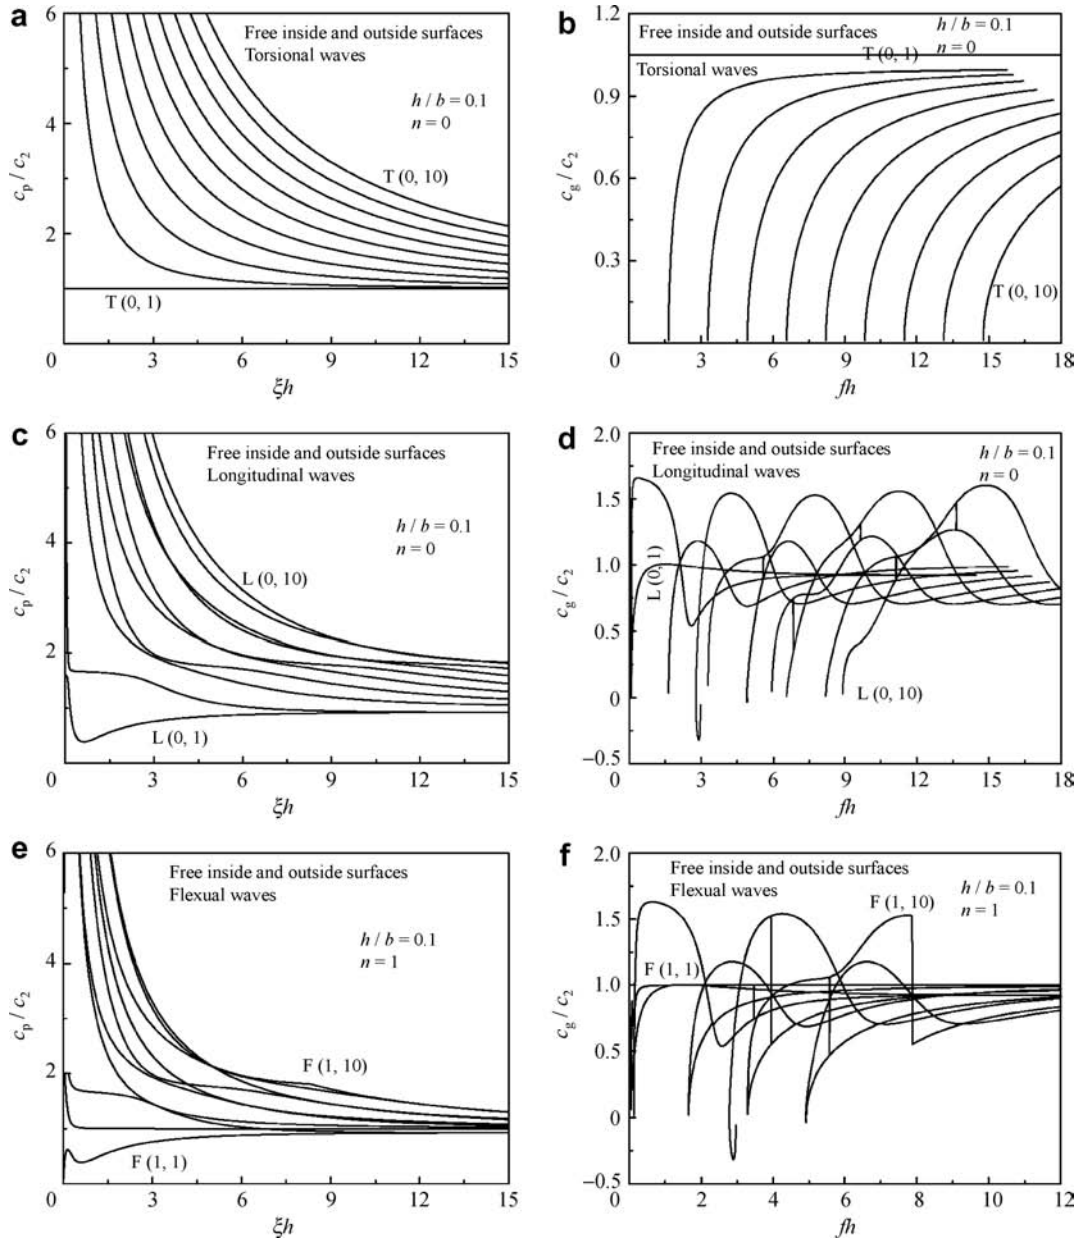 a
6
4
2
0
3
6
9
12
15
c_p / c_2
ξh
Free inside and outside surfaces
Torsional waves
h / b = 0.1
n = 0
T (0, 10)
T (0, 1)
b
1.2
0.9
0.6
0.3
3
6
9
12
15
18
c_g / c_2
fh
Free inside and outside surfaces
h / b = 0.1
n = 0
T (0, 1)
Torsional waves
T (0, 10)
c
6
4
2
0
3
6
9
12
15
c_p / c_2
ξh
Free inside and outside surfaces
Longitudinal waves
h / b = 0.1
n = 0
L (0, 10)
L (0, 1)
d
2.0
1.5
1.0
0.5
0
−0.5
0
3
6
9
12
15
18
c_g / c_2
fh
Free inside and outside surfaces
Longitudinal waves
h / b = 0.1
n = 0
L (0, 1)
L (0, 10)
e
6
4
2
0
3
6
9
12
15
c_p / c_2
ξh
Free inside and outside surfaces
Flexual waves
h / b = 0.1
n = 1
F (1, 10)
F (1, 1)
f
2.0
1.5
1.0
0.5
0
−0.5
0
2
4
6
8
10
12
c_g / c_2
fh
Free inside and outside surfaces
Flexual waves
h / b = 0.1
n = 1
F (1, 10)
F (1, 1)